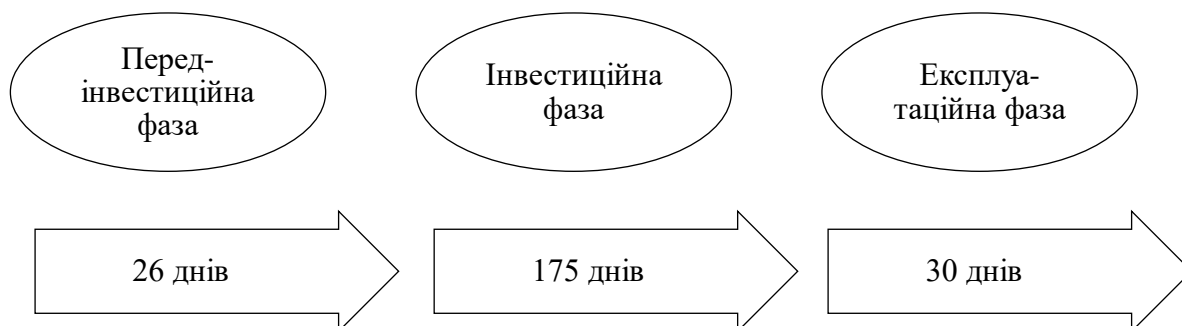 Перед-
інвестиційна
фаза
Інвестиційна
фаза
Експлуа-
таційна фаза
26 днів
175 днів
30 днів